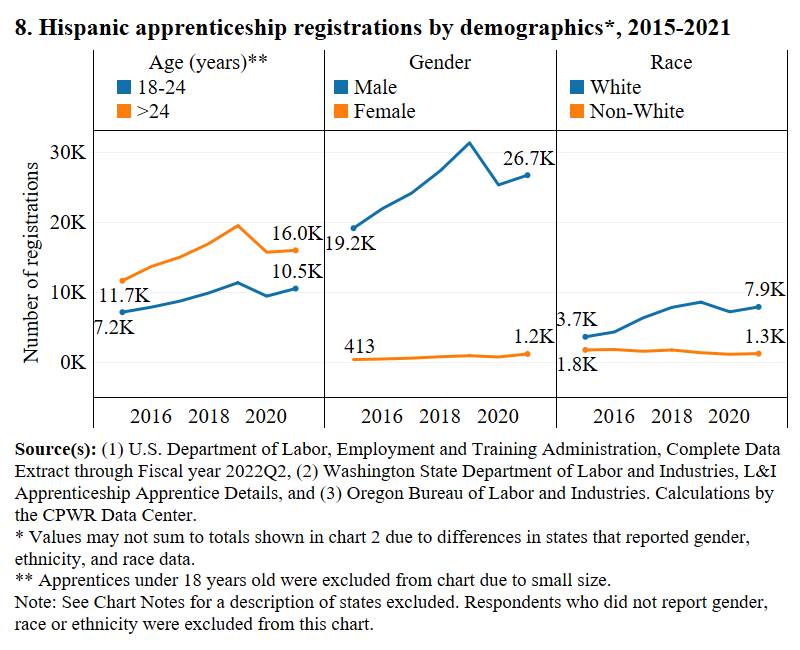 8. Hispanic apprenticeship registrations by demographics*, 2015-2021
Age (years)**
18-24
>24
Gender
Male
Female
Race
White
Non-White
Number of registrations
30K
20K
10K
0K
11.7K
7.2K
16.0K
10.5K
19.2K
26.7K
413
1.2K
3.7K
1.8K
7.9K
1.3K
2016 2018 2020
2016 2018 2020
2016 2018 2020
Source(s): (1) U.S. Department of Labor, Employment and Training Administration, Complete Data
Extract through Fiscal year 2022Q2, (2) Washington State Department of Labor and Industries, L&I
Apprenticeship Apprentice Details, and (3) Oregon Bureau of Labor and Industries. Calculations by
the CPWR Data Center.
* Values may not sum to totals shown in chart 2 due to differences in states that reported gender,
ethnicity, and race data.
** Apprentices under 18 years old were excluded from chart due to small size.
Note: See Chart Notes for a description of states excluded. Respondents who did not report gender,
race or ethnicity were excluded from this chart.